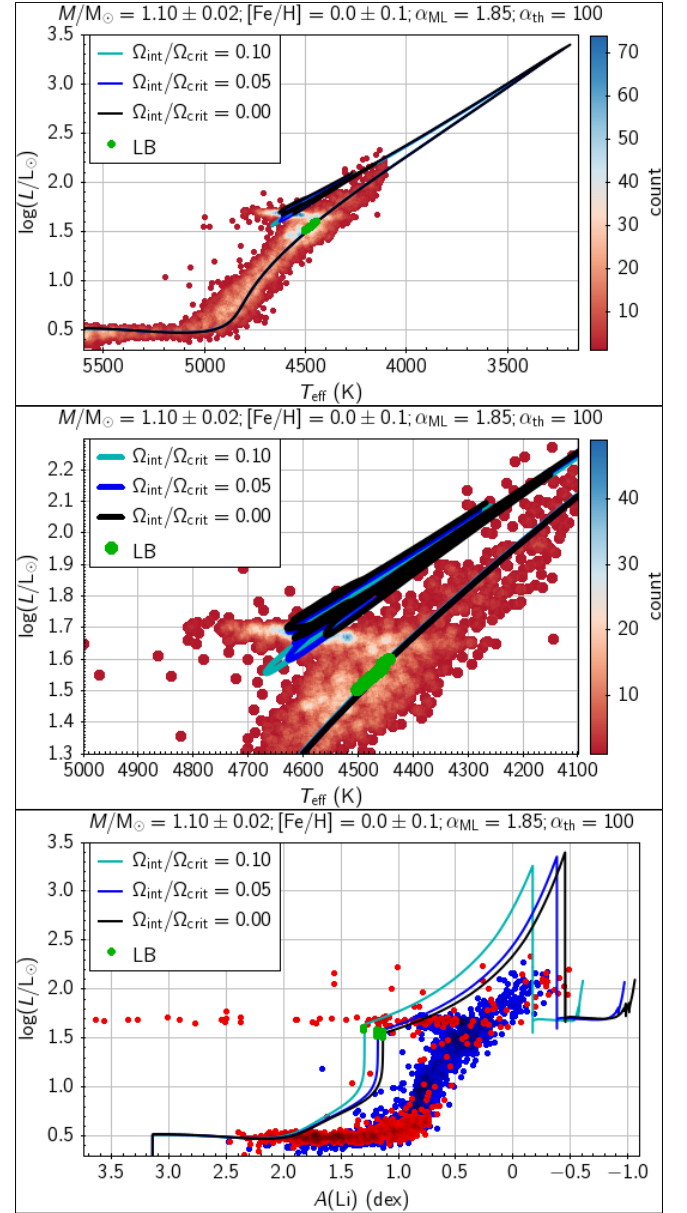 M/M⊙ = 1.10 ± 0.02; [Fe/H] = 0.0 ± 0.1; αML = 1.85; αth = 100
Ωint/Ωcrit = 0.10
Ωint/Ωcrit = 0.05
Ωint/Ωcrit = 0.00
LB
3.5
3.0
2.5
2.0
1.5
1.0
0.5
log(L/L⊙)
5500 5000 4500 4000 3500
Teff (K)
70
60
50
40
30
20
10
count
M/M⊙ = 1.10 ± 0.02; [Fe/H] = 0.0 ± 0.1; αML = 1.85; αth = 100
Ωint/Ωcrit = 0.10
Ωint/Ωcrit = 0.05
Ωint/Ωcrit = 0.00
LB
2.2
2.1
2.0
1.9
1.8
1.7
1.6
1.5
1.4
1.3
log(L/L⊙)
5000 4900 4800 4700 4600 4500 4400 4300 4200 4100
Teff (K)
40
30
20
10
count
M/M⊙ = 1.10 ± 0.02; [Fe/H] = 0.0 ± 0.1; αML = 1.85; αth = 100
Ωint/Ωcrit = 0.10
Ωint/Ωcrit = 0.05
Ωint/Ωcrit = 0.00
LB
3.5
3.0
2.5
2.0
1.5
1.0
0.5
log(L/L⊙)
3.5 3.0 2.5 2.0 1.5 1.0 0.5 0 −0.5 −1.0
A(Li) (dex)